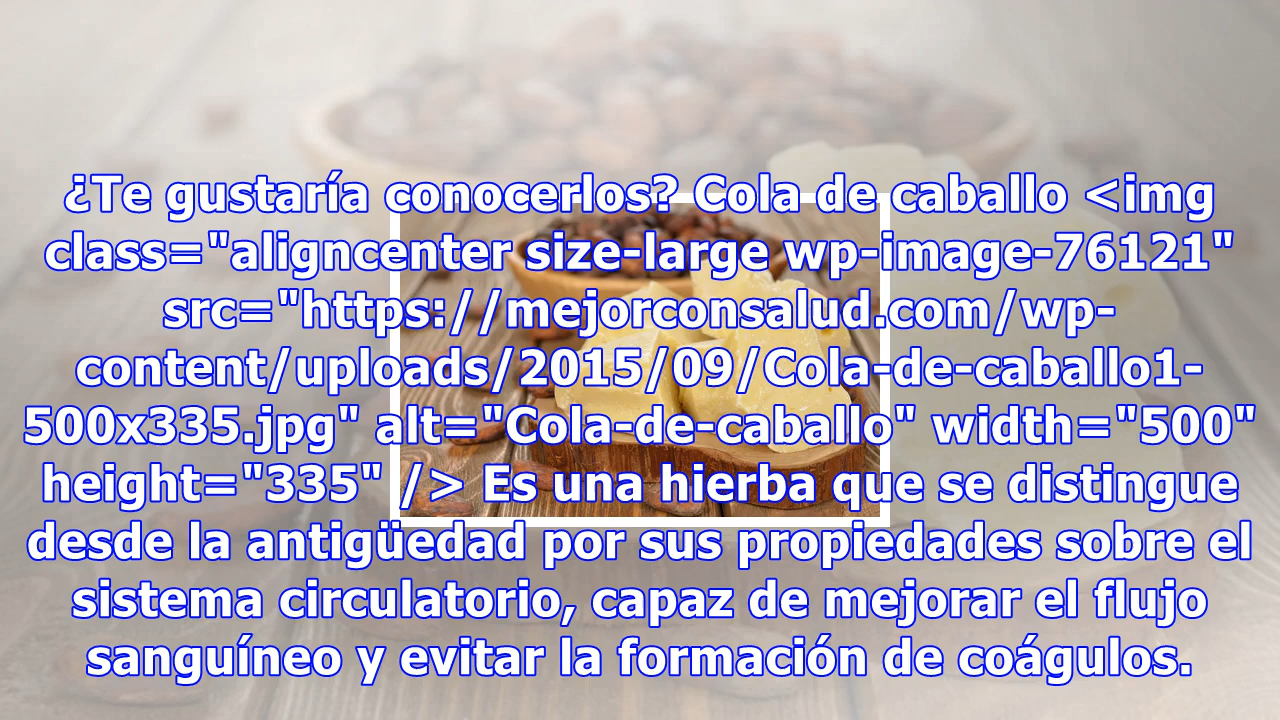 ¿Te gustaría conocerlos? Cola de caballo <img
class="aligncenter size-large wp-image-76121"
src="https://mejorconsalud.com/wp-
content/uploads/2015/09/Cola-de-caballo1-
500x335.jpg" alt="Cola-de-caballo" width="500"
height="335" /> Es una hierba que se distingue
desde la antigüedad por sus propiedades sobre el
sistema circulatorio, capaz de mejorar el flujo
sanguíneo y evitar la formación de coágulos.